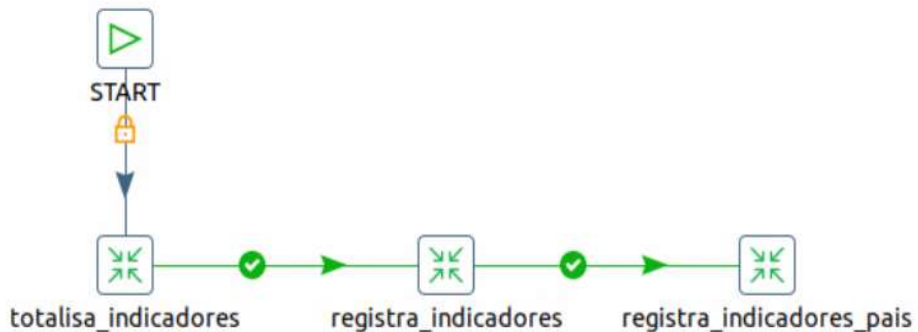 START
totalisa_indicadores
registra_indicadores
registra_indicadores_pais